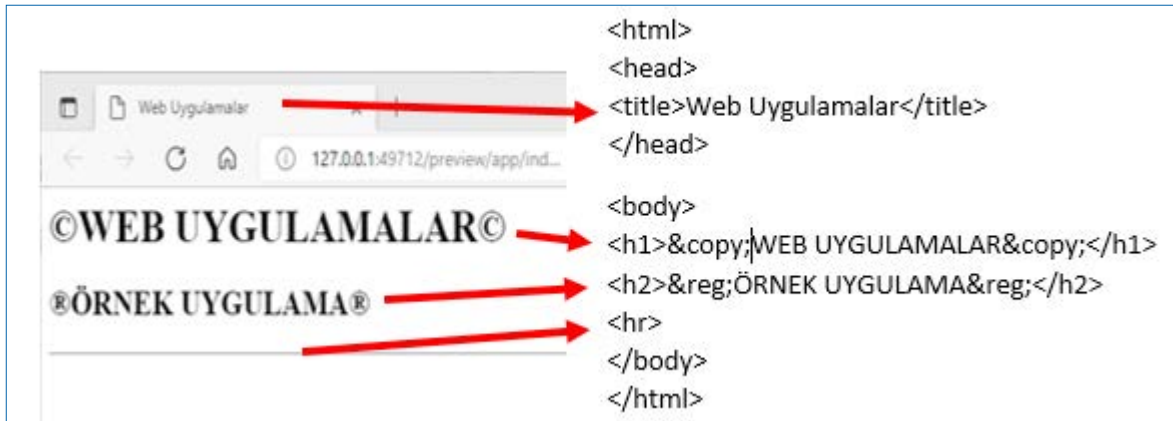 Web Uygulamalar
127.0.0.1:49712/preview/app/ind...
©WEB UYGULAMALAR©
®ÖRNEK UYGULAMA®
<html>
<head>
<title>Web Uygulamalar</title>
</head>
<body>
<h1>&copy;WEB UYGULAMALAR&copy;</h1>
<h2>&reg;ÖRNEK UYGULAMA&reg;</h2>
<hr>
</body>
</html>